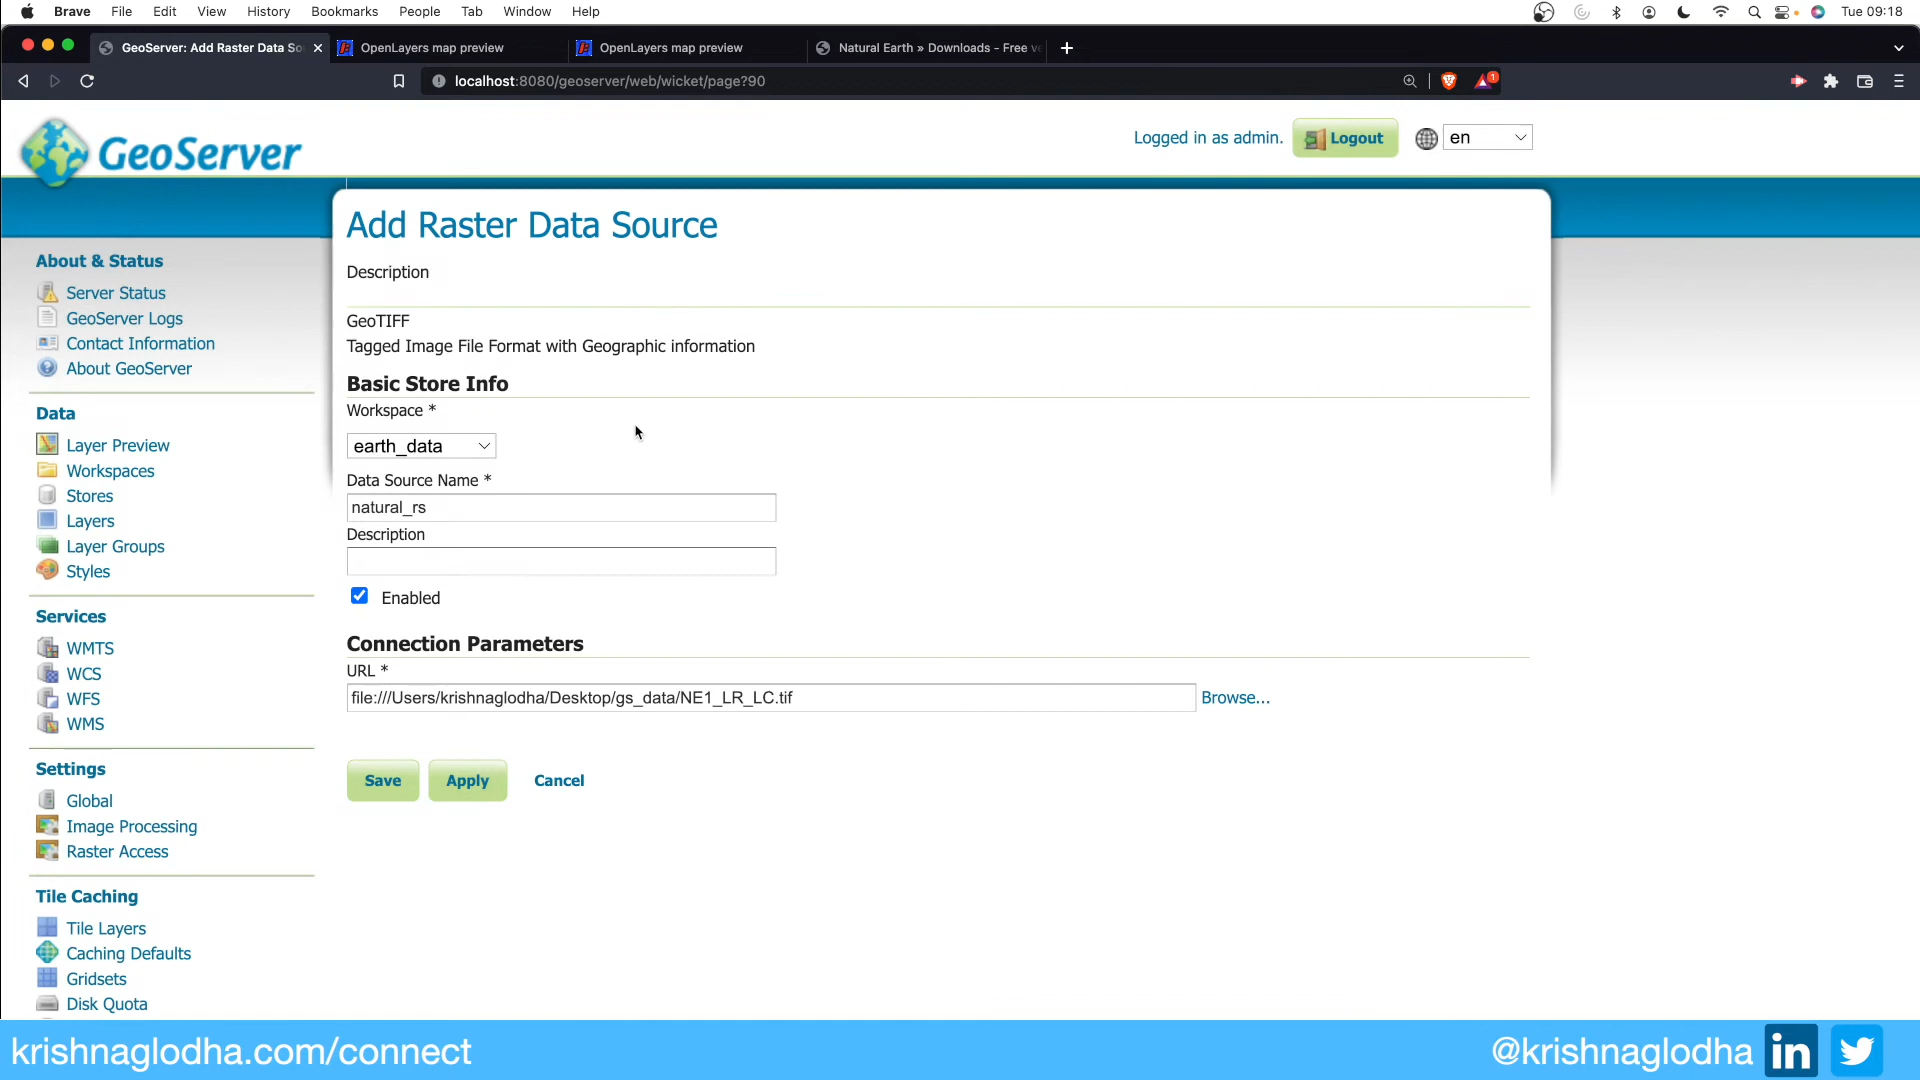 Brave File Edit View History Bookmarks People Tab Window Help Tue 09:18
GeoServer: Add Raster Data So OpenLayers map preview OpenLayers map preview Natural Earth » Downloads - Free ve
localhost:8080/geoserver/web/wicket/page?90 1
GeoServer
Logged in as admin. Logout en
Add Raster Data Source
Description
GeoTIFF
Tagged Image File Format with Geographic information
Basic Store Info
Workspace *
earth_data
Data Source Name *
natural_rs
Description
Enabled
Connection Parameters
URL *
file:///Users/krishnaglodha/Desktop/gs_data/NE1_LR_LC.tif Browse...
Save Apply Cancel
About & Status
Server Status
GeoServer Logs
Contact Information
About GeoServer
Data
Layer Preview
Workspaces
Stores
Layers
Layer Groups
Styles
Services
WMTS
WCS
WFS
WMS
Settings
Global
Image Processing
Raster Access
Tile Caching
Tile Layers
Caching Defaults
Gridsets
Disk Quota
krishnaglodha.com/connect @krishnaglodha in